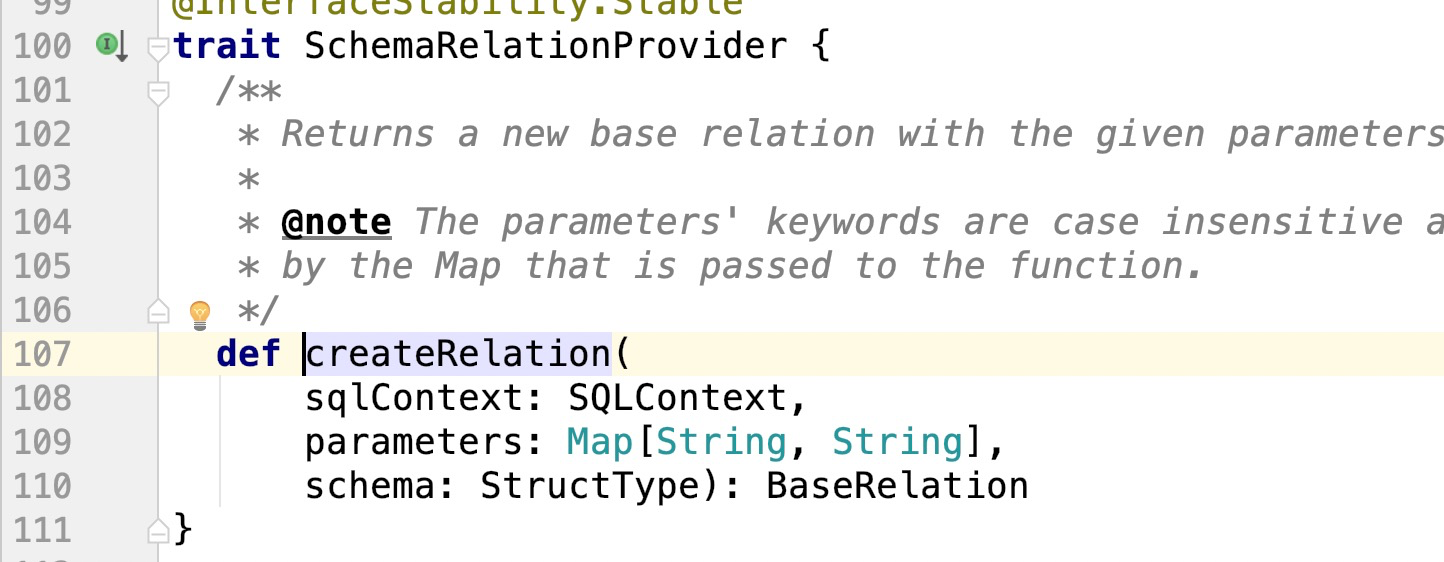 99 @InterfaceStability.Stable
100 trait SchemaRelationProvider {
101 /**
102 * Returns a new base relation with the given parameters
103 *
104 * @note The parameters' keywords are case insensitive a
105 * by the Map that is passed to the function.
106 */
107 def createRelation(
108 sqlContext: SQLContext,
109 parameters: Map[String, String],
110 schema: StructType): BaseRelation
111 }